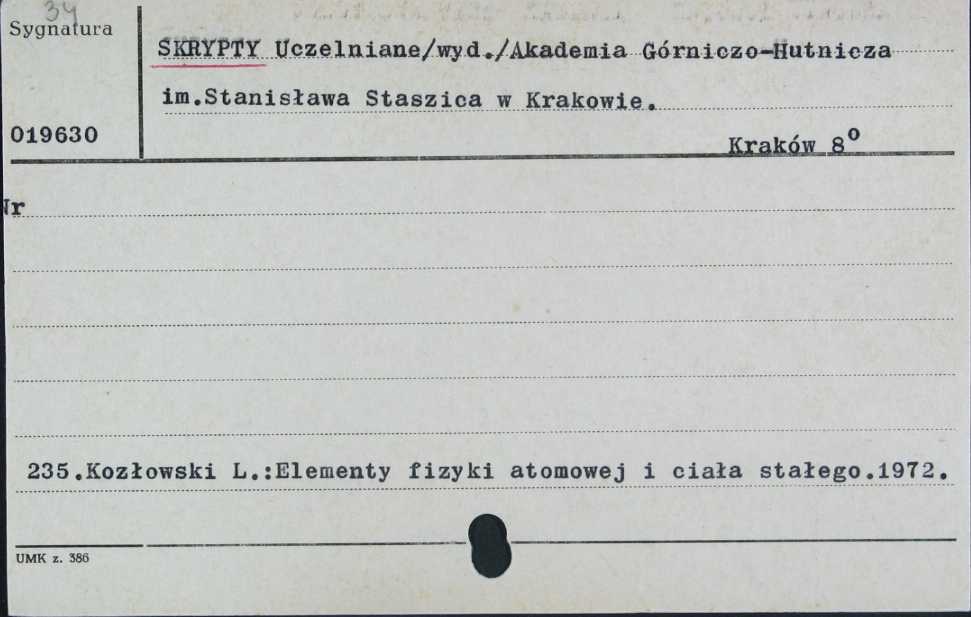 34
Sygnatura
SKRYPTY Uczelniane/wyd./Akademia Górniczo-Hutnicza
im.Stanisława Staszica w Krakowie.
019630
Kraków 8º
Nr
235.Kozłowski L.:Elementy fizyki atomowej i ciała stałego.1972.
UMK z. 386